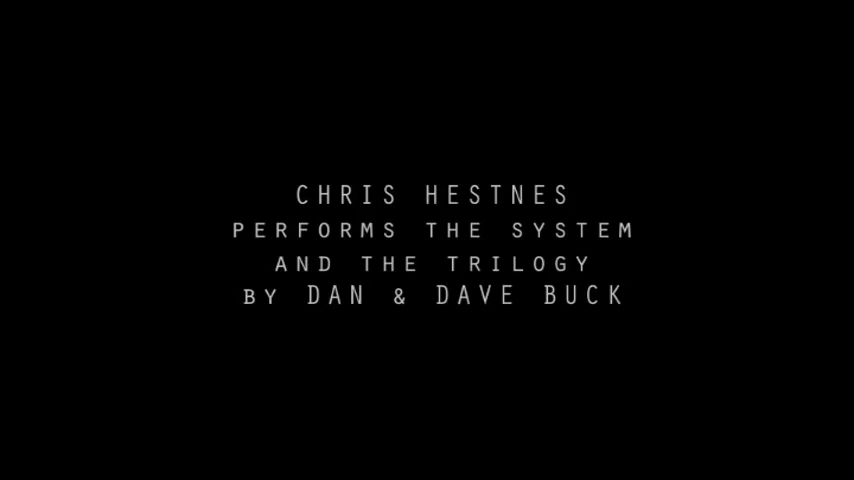 CHRIS HESTNES
PERFORMS THE SYSTEM
AND THE TRILOGY
BY DAN & DAVE BUCK